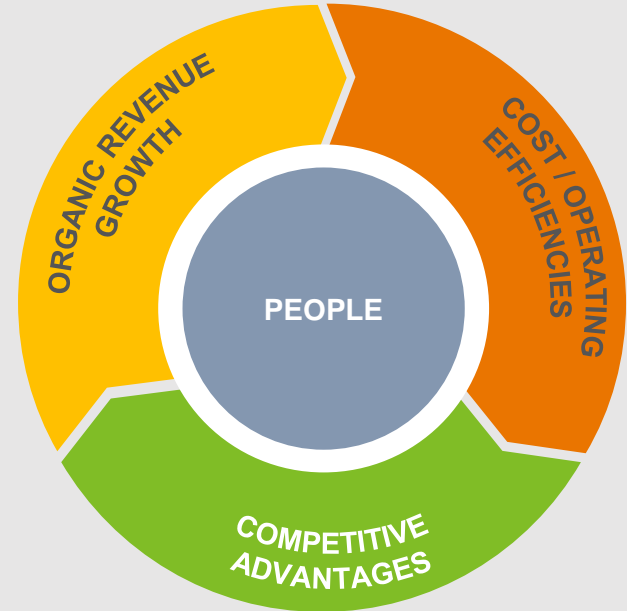 ORGANIC REVENUE
GROWTH
COST / OPERATING
EFFICIENCIES
PEOPLE
COMPETITIVE
ADVANTAGES